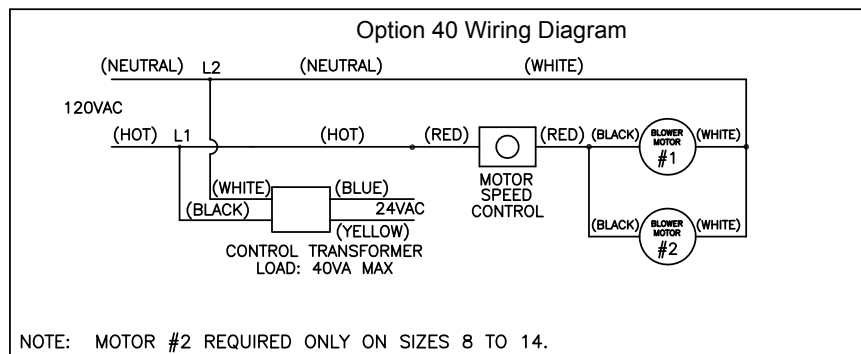 Option 40 Wiring Diagram
(NEUTRAL) L2 (NEUTRAL) (WHITE)
120VAC
(HOT) L1 (HOT) (RED) (RED) (BLACK) BLOWER MOTOR #1 (WHITE)
MOTOR
SPEED
CONTROL
(WHITE) (BLUE)
(BLACK) 24VAC
(YELLOW)
(BLACK) BLOWER MOTOR #2 (WHITE)
CONTROL TRANSFORMER
LOAD: 40VA MAX
NOTE: MOTOR #2 REQUIRED ONLY ON SIZES 8 TO 14.